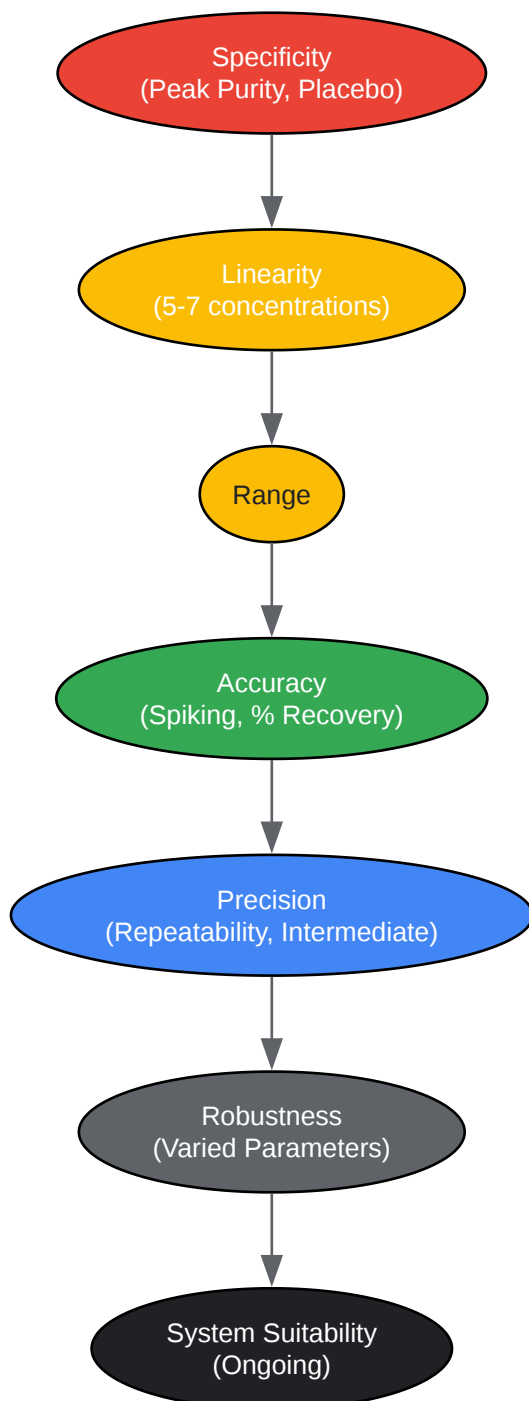 Specificity
(Peak Purity, Placebo)
Linearity
(5-7 concentrations)
Range
Accuracy
(Spiking, % Recovery)
Precision
(Repeatability, Intermediate)
Robustness
(Varied Parameters)
System Suitability
(Ongoing)